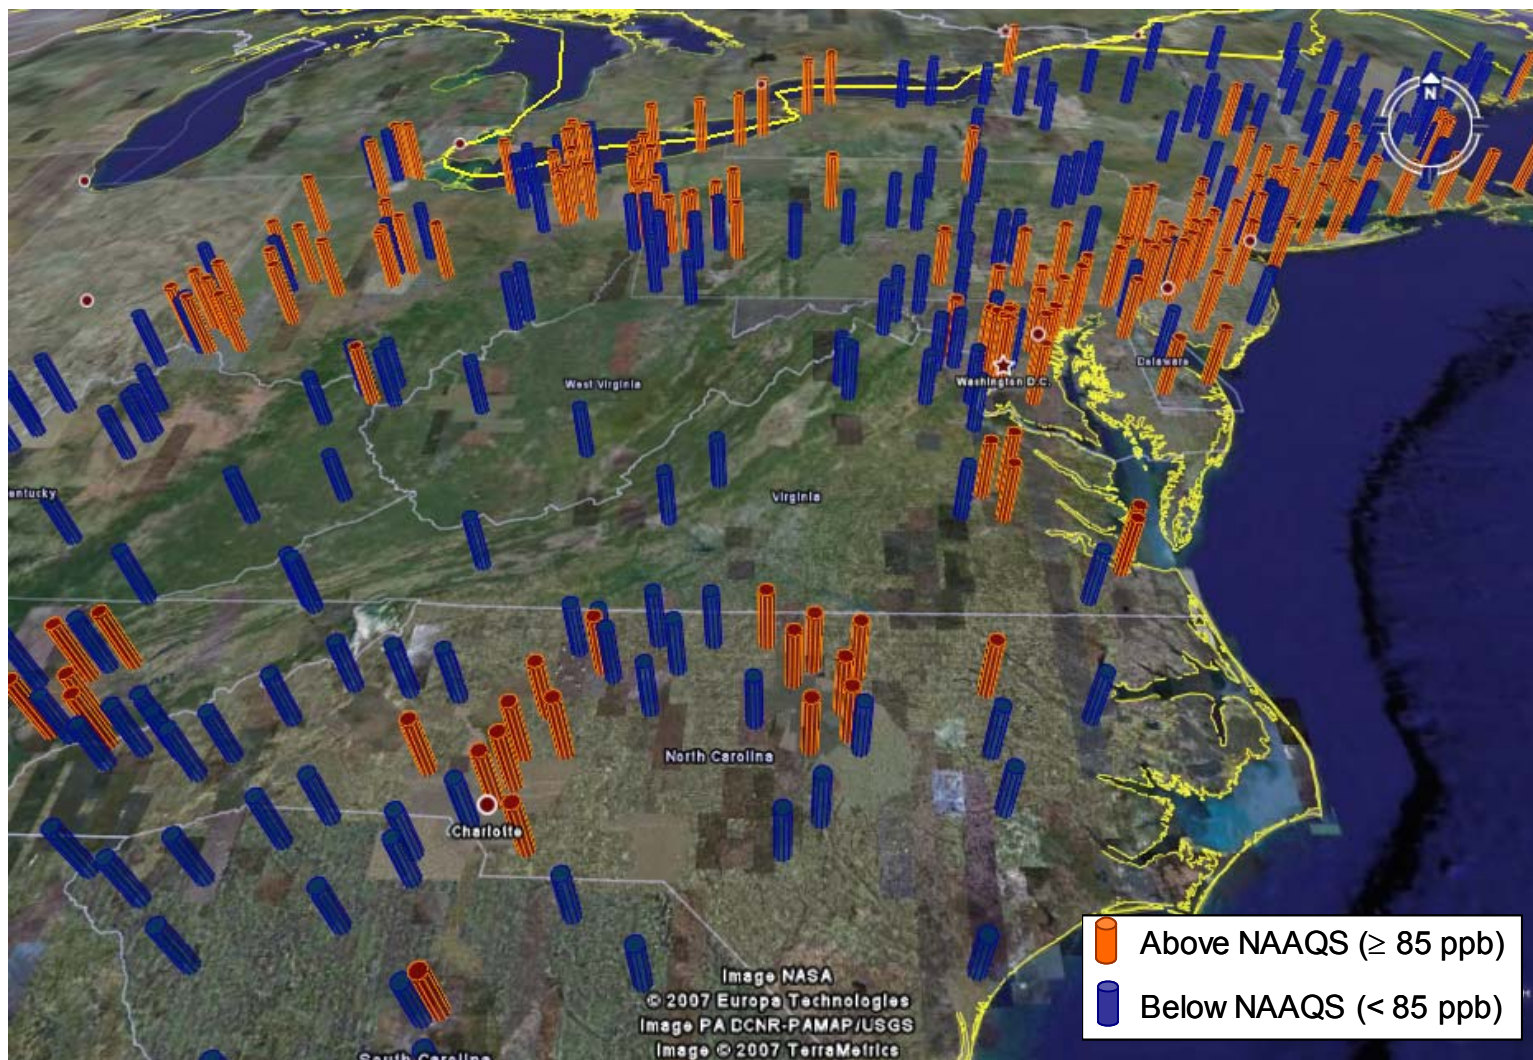 N
West Virginia
Washington D.C.
Delaware
entucky
Virginia
North Carolina
Charlotte
Image NASA
© 2007 Europa Technologies
Image PA DCNR-PAMAP/USGS
Image © 2007 TerraMetrics
South Carolina
Above NAAQS (≥ 85 ppb)
Below NAAQS (< 85 ppb)